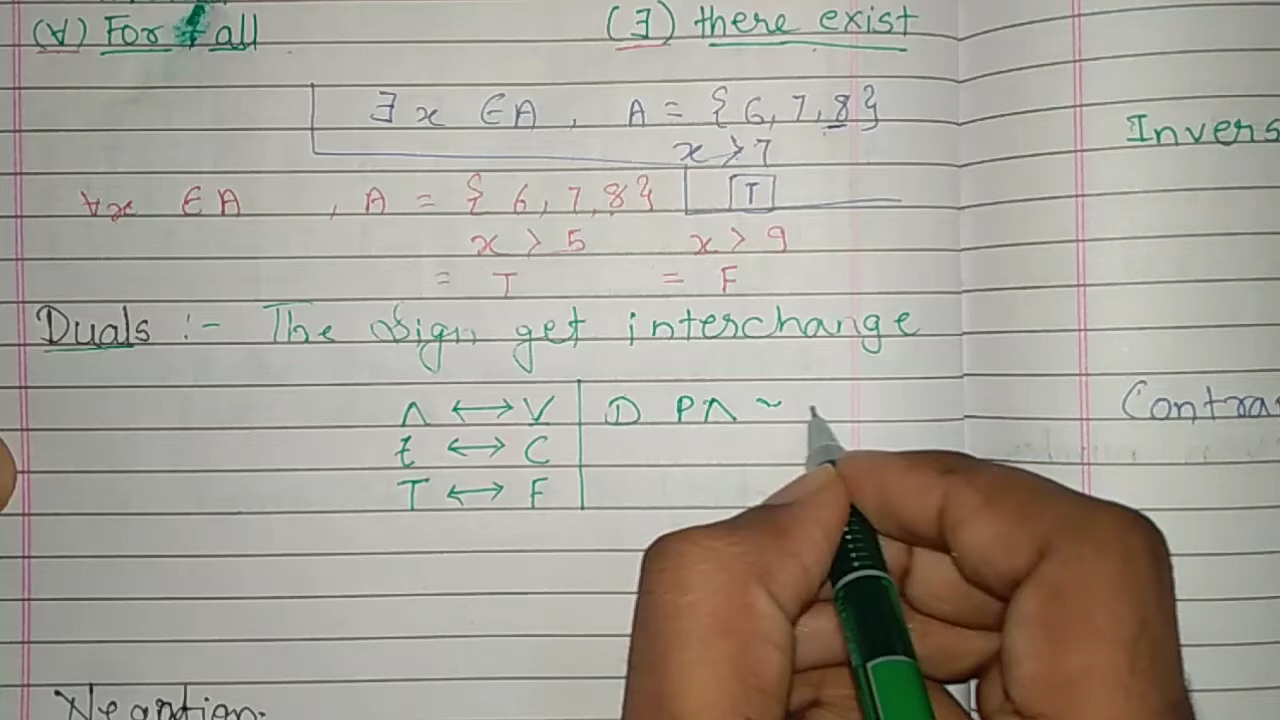 (∀) For all (∃) there exist
∃ x ∈ A, A = {6, 7, 8}
x > 7
Invers
∀x ∈ A, A = {6, 7, 8} T
x > 5 x > 9
= T = F
Duals :- The Sign get interchange
∧ ↔ ∨ ① P ∧ ~
Contra
t ↔ C
T ↔ F
Negation